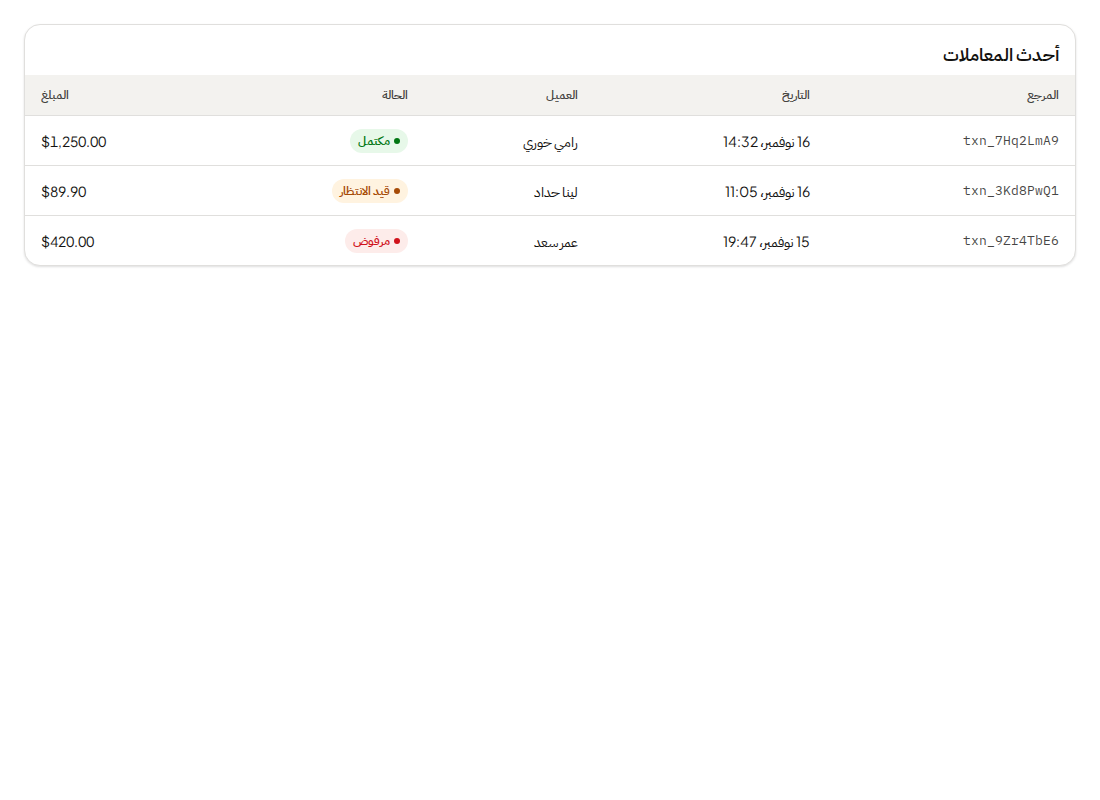 أحدث المعاملات
المرجع التاريخ العميل الحالة المبلغ
txn_7Hq2LmA9 16 نوفمبر، 14:32 رامي خوري مكتمل $1,250.00
txn_3Kd8PwQ1 16 نوفمبر، 11:05 لينا حداد قيد الانتظار $89.90
txn_9Zr4TbE6 15 نوفمبر، 19:47 عمر سعد مرفوض $420.00